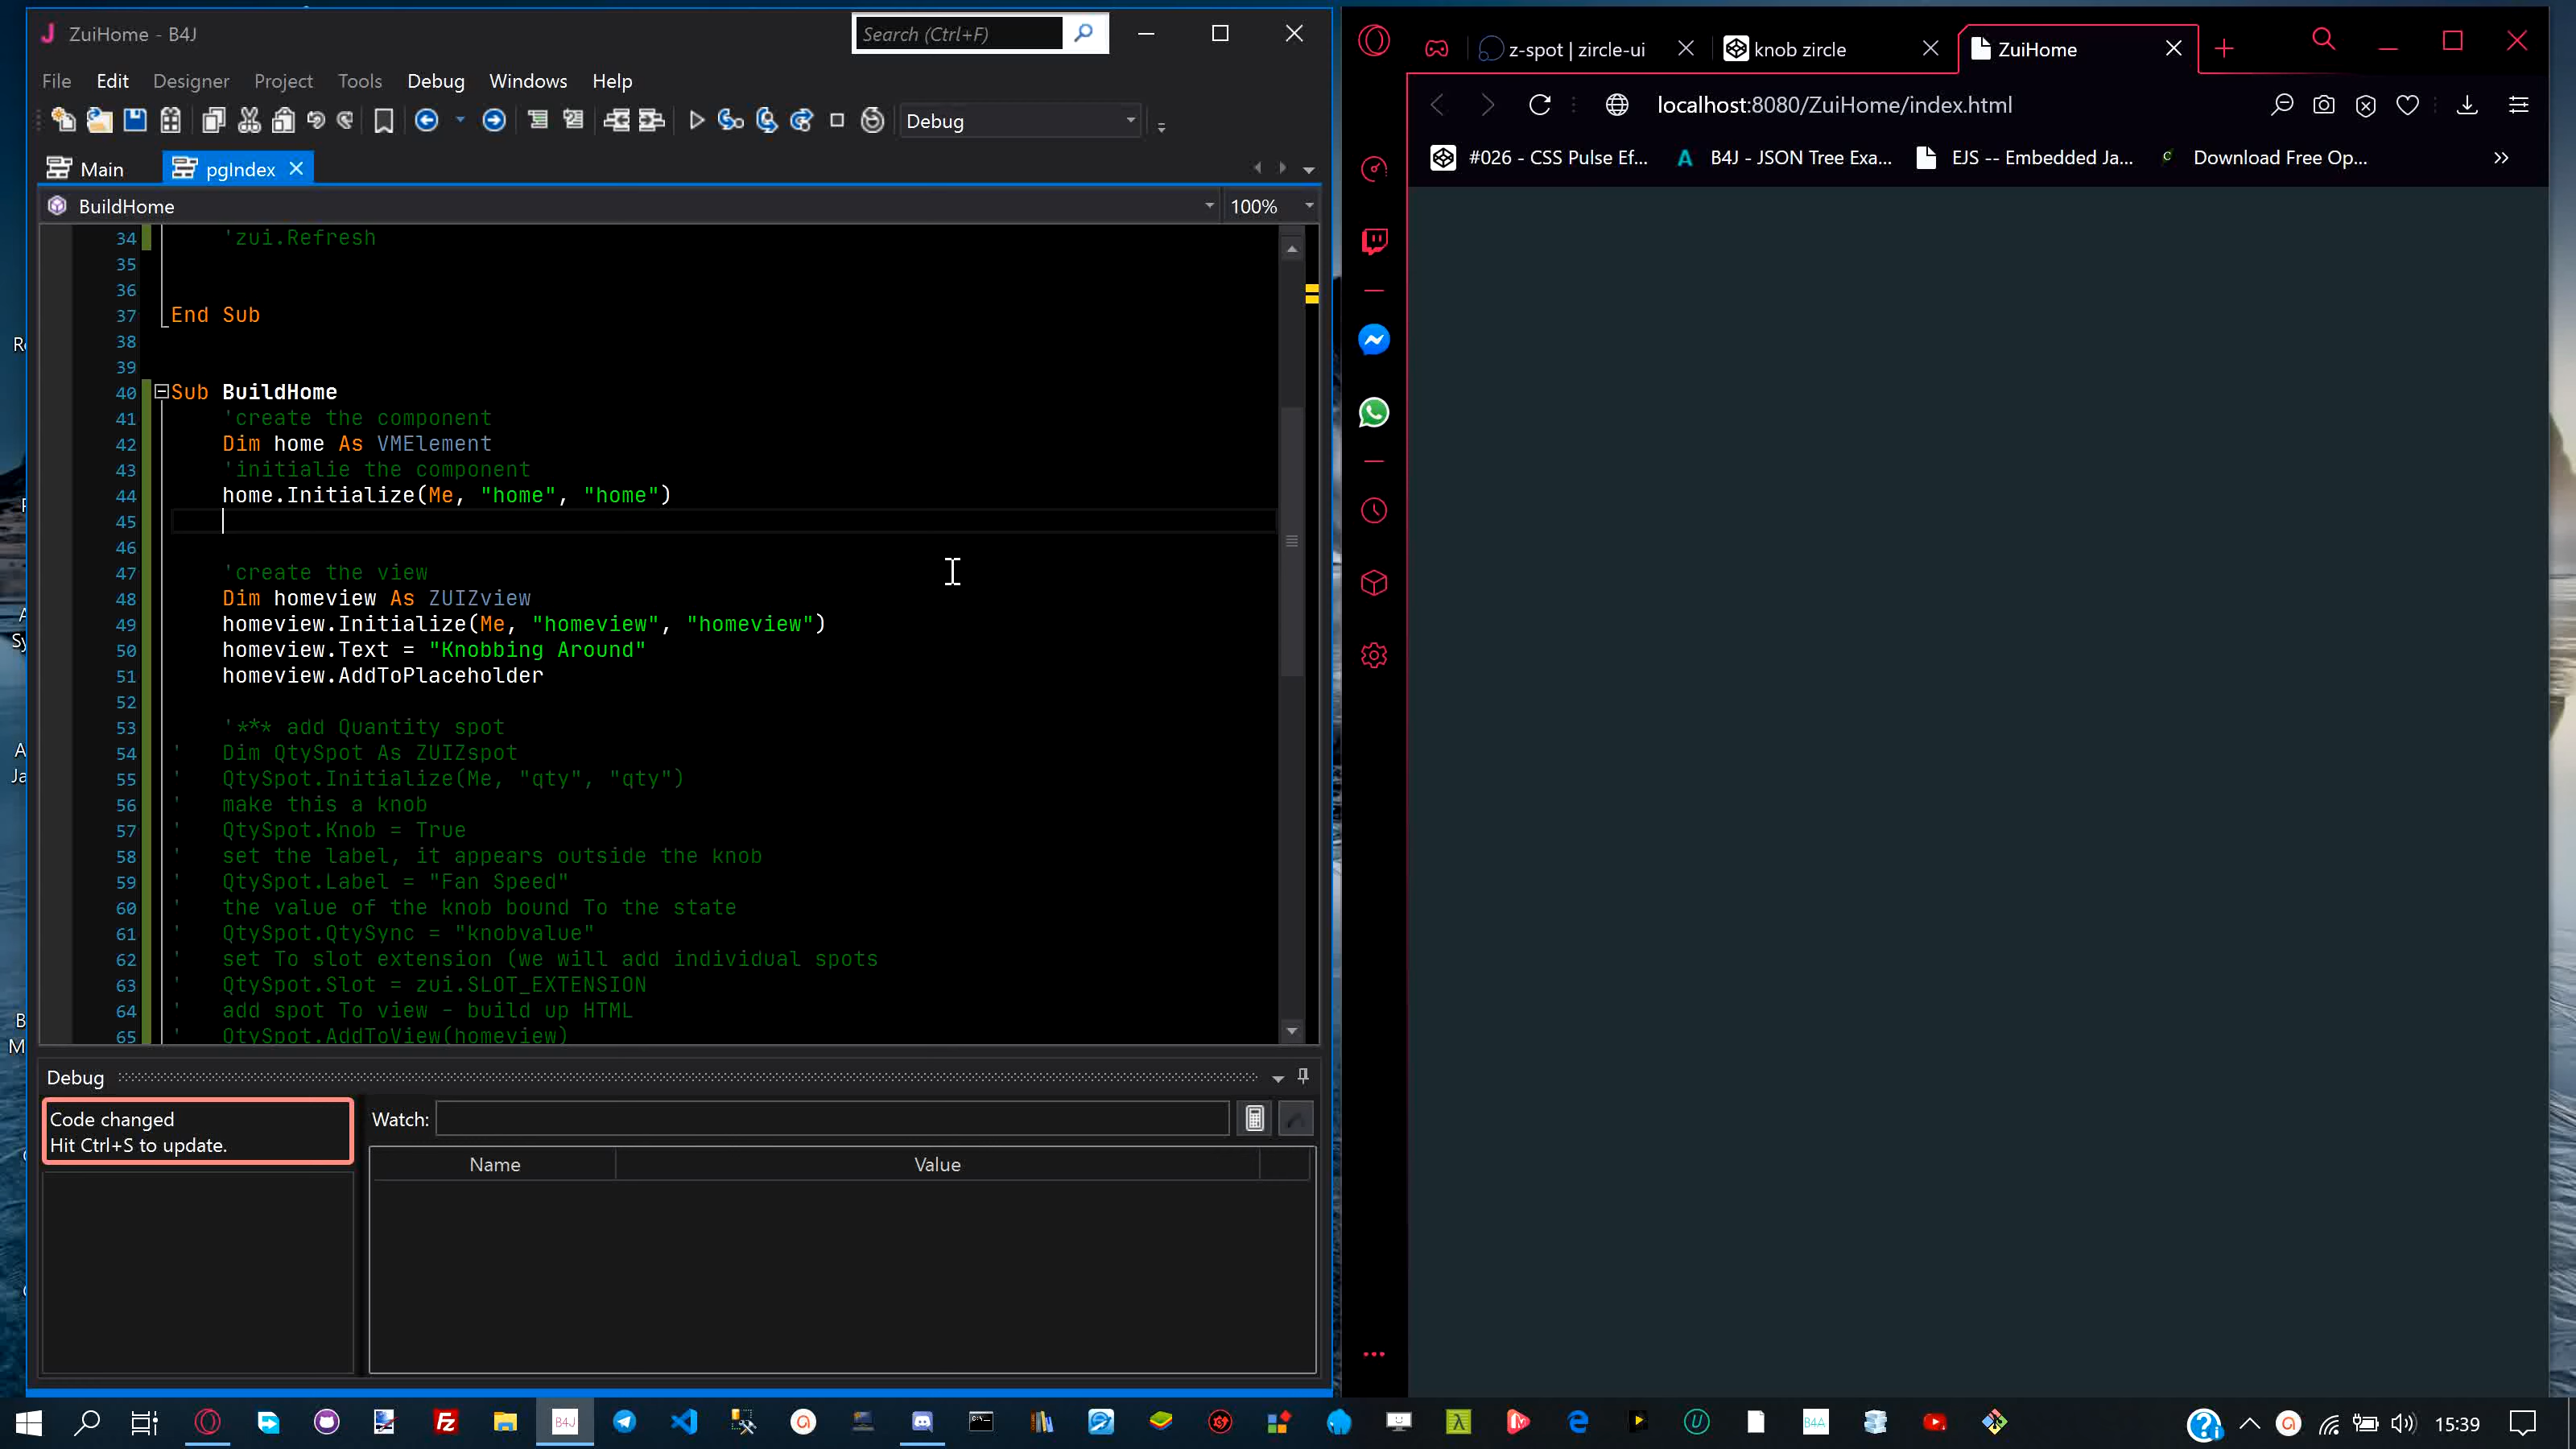 ZuiHome - B4J
Search (Ctrl+F)
File Edit Designer Project Tools Debug Windows Help
Debug
Main pgIndex
BuildHome 100%
34 'zui.Refresh
35
36
37 End Sub
38
39
40 Sub BuildHome
41 'create the component
42 Dim home As VMElement
43 'initialie the component
44 home.Initialize(Me, "home", "home")
45
46
47 'create the view
48 Dim homeview As ZUIZview
49 homeview.Initialize(Me, "homeview", "homeview")
50 homeview.Text = "Knobbing Around"
51 homeview.AddToPlaceholder
52
53 '*** add Quantity spot
54 ' Dim QtySpot As ZUIZspot
55 ' QtySpot.Initialize(Me, "qty", "qty")
56 ' make this a knob
57 ' QtySpot.Knob = True
58 ' set the label, it appears outside the knob
59 ' QtySpot.Label = "Fan Speed"
60 ' the value of the knob bound To the state
61 ' QtySpot.QtySync = "knobvalue"
62 ' set To slot extension (we will add individual spots
63 ' QtySpot.Slot = zui.SLOT_EXTENSION
64 ' add spot To view - build up HTML
65 ' QtySpot.AddToView(homeview)
Debug
Code changed
Hit Ctrl+S to update.
Watch:
Name Value
z-spot | zircle-ui
knob zircle
ZuiHome
localhost:8080/ZuiHome/index.html
#026 - CSS Pulse Ef...
B4J - JSON Tree Exa...
EJS -- Embedded Ja...
Download Free Op...
B4J
B4A
15:39